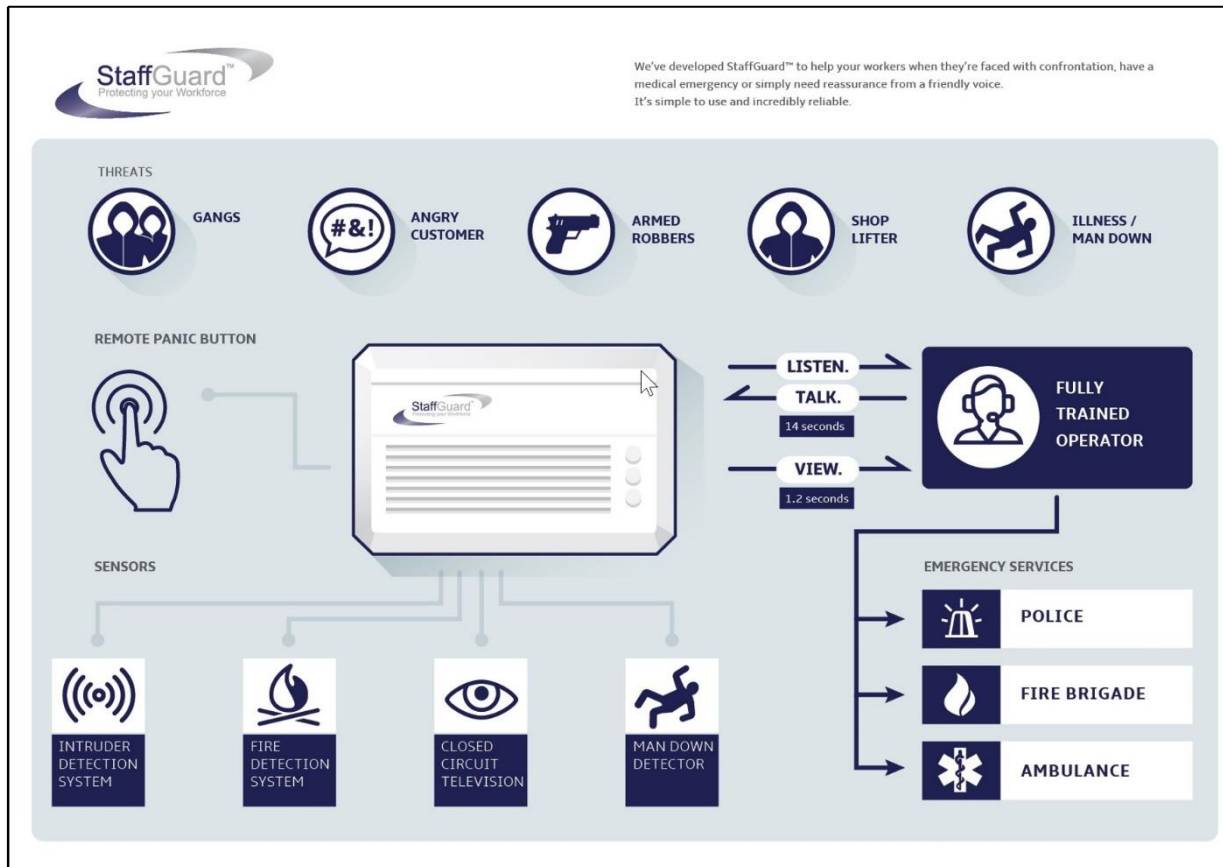 StaffGuard™
Protecting your Workforce
We've developed StaffGuard™ to help your workers when they're faced with confrontation, have a
medical emergency or simply need reassurance from a friendly voice.
It's simple to use and incredibly reliable.
THREATS
GANGS
#&!
ANGRY
CUSTOMER
ARMED
ROBBERS
SHOP
LIFTER
ILLNESS /
MAN DOWN
REMOTE PANIC BUTTON
StaffGuard™
Protecting your Workforce
LISTEN.
TALK.
14 seconds
VIEW.
1.2 seconds
FULLY
TRAINED
OPERATOR
SENSORS
INTRUDER
DETECTION
SYSTEM
FIRE
DETECTION
SYSTEM
CLOSED
CIRCUIT
TELEVISION
MAN DOWN
DETECTOR
EMERGENCY SERVICES
POLICE
FIRE BRIGADE
AMBULANCE